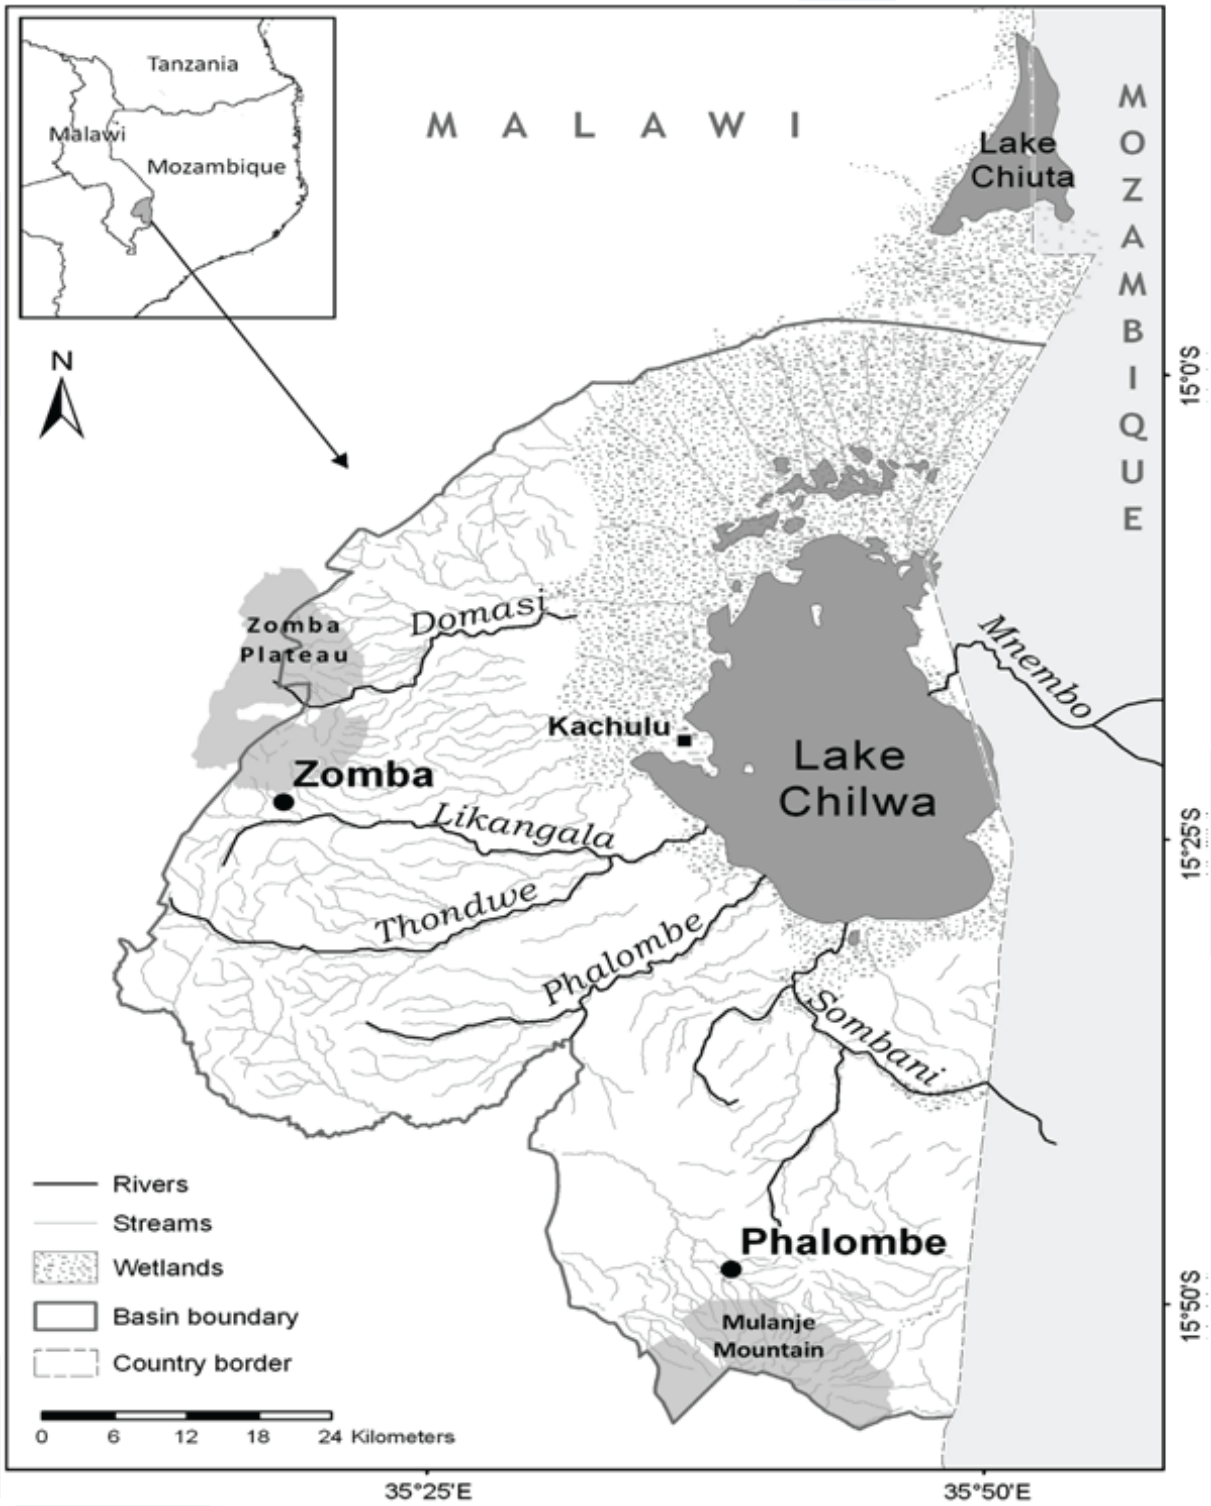 Tanzania
Malawi
Mozambique
MALAWI
MOZAMBIQUE
Lake
Chiuta
N
15°0'S
Domasi
Zomba
Plateau
Mnembo
Kachulu
Lake
Chilwa
Zomba
Likangala
15°25'S
Thondwe
Phalombe
Sombani
Rivers
Streams
Wetlands
Basin boundary
Country border
Phalombe
Mulanje
Mountain
15°50'S
0 6 12 18 24 Kilometers
35°25'E 35°50'E